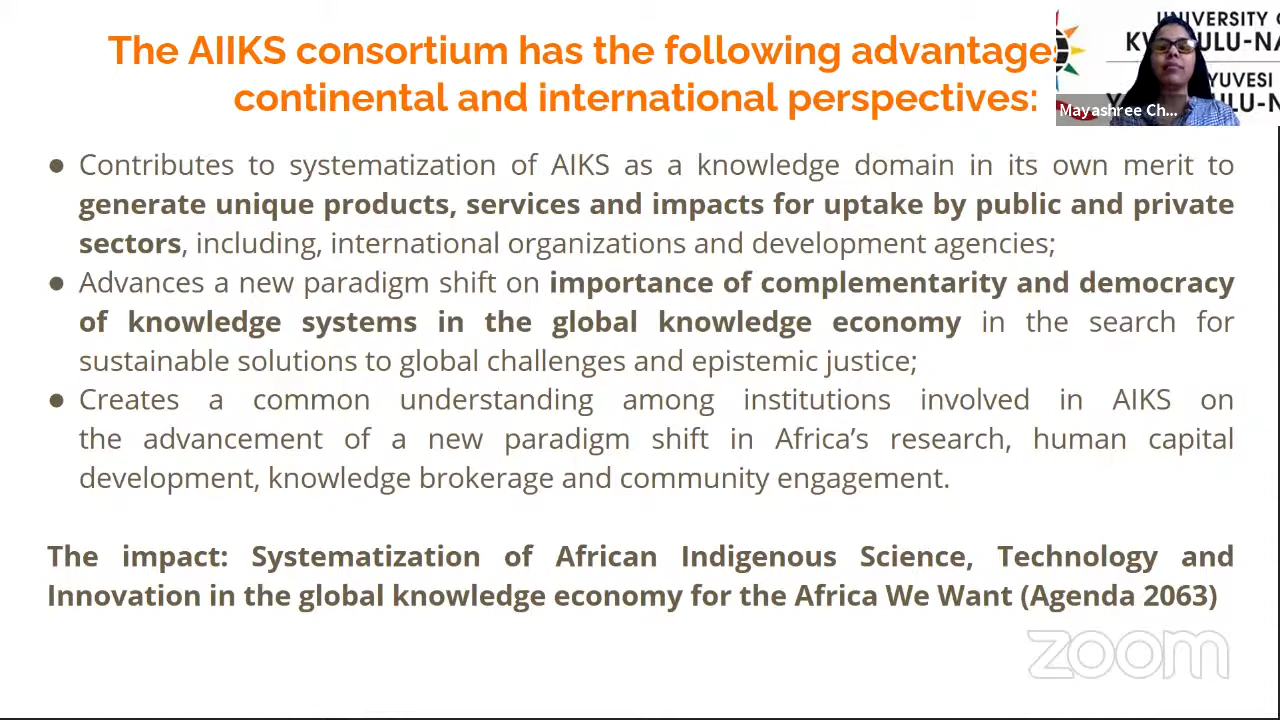 The AIIKS consortium has the following advantages
continental and international perspectives:
● Contributes to systematization of AIKS as a knowledge domain in its own merit to
generate unique products, services and impacts for uptake by public and private
sectors, including, international organizations and development agencies;
● Advances a new paradigm shift on importance of complementarity and democracy
of knowledge systems in the global knowledge economy in the search for
sustainable solutions to global challenges and epistemic justice;
● Creates a common understanding among institutions involved in AIKS on
the advancement of a new paradigm shift in Africa's research, human capital
development, knowledge brokerage and community engagement.
The impact: Systematization of African Indigenous Science, Technology and
Innovation in the global knowledge economy for the Africa We Want (Agenda 2063)
UNIVERSITY
YUVESI
Mayashree Ch...
zoom